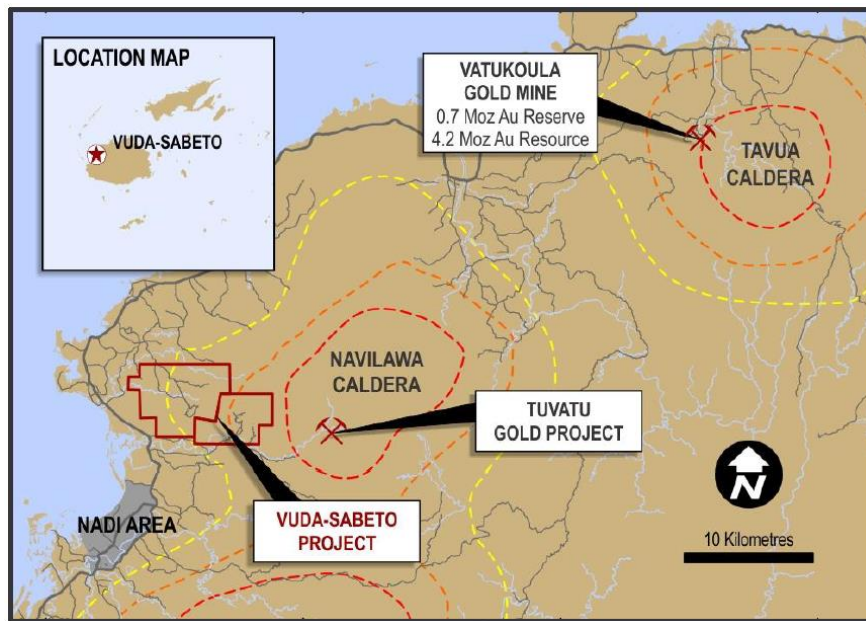 LOCATION MAP
VUDA-SABETO
VATUKOULA
GOLD MINE
0.7 Moz Au Reserve
4.2 Moz Au Resource
TAVUA
CALDERA
NAVILAWA
CALDERA
TUVATU
GOLD PROJECT
NADI AREA
VUDA-SABETO
PROJECT
N
10 Kilometres